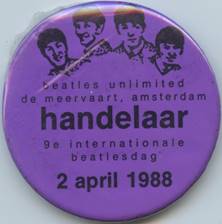 beatles unlimited
de meervaart, amsterdam
handelaar
9e internationale
beatlesdag
2 april 1988